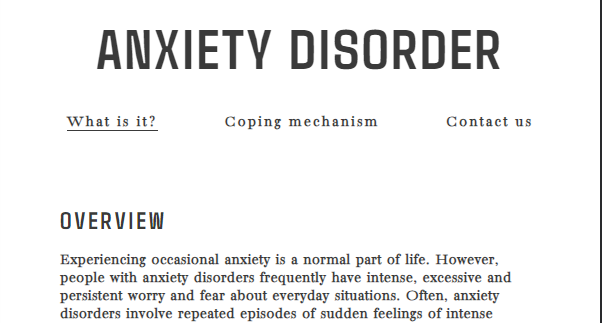 ANXIETY DISORDER
What is it? Coping mechanism Contact us
OVERVIEW
Experiencing occasional anxiety is a normal part of life. However,
people with anxiety disorders frequently have intense, excessive and
persistent worry and fear about everyday situations. Often, anxiety
disorders involve repeated episodes of sudden feelings of intense